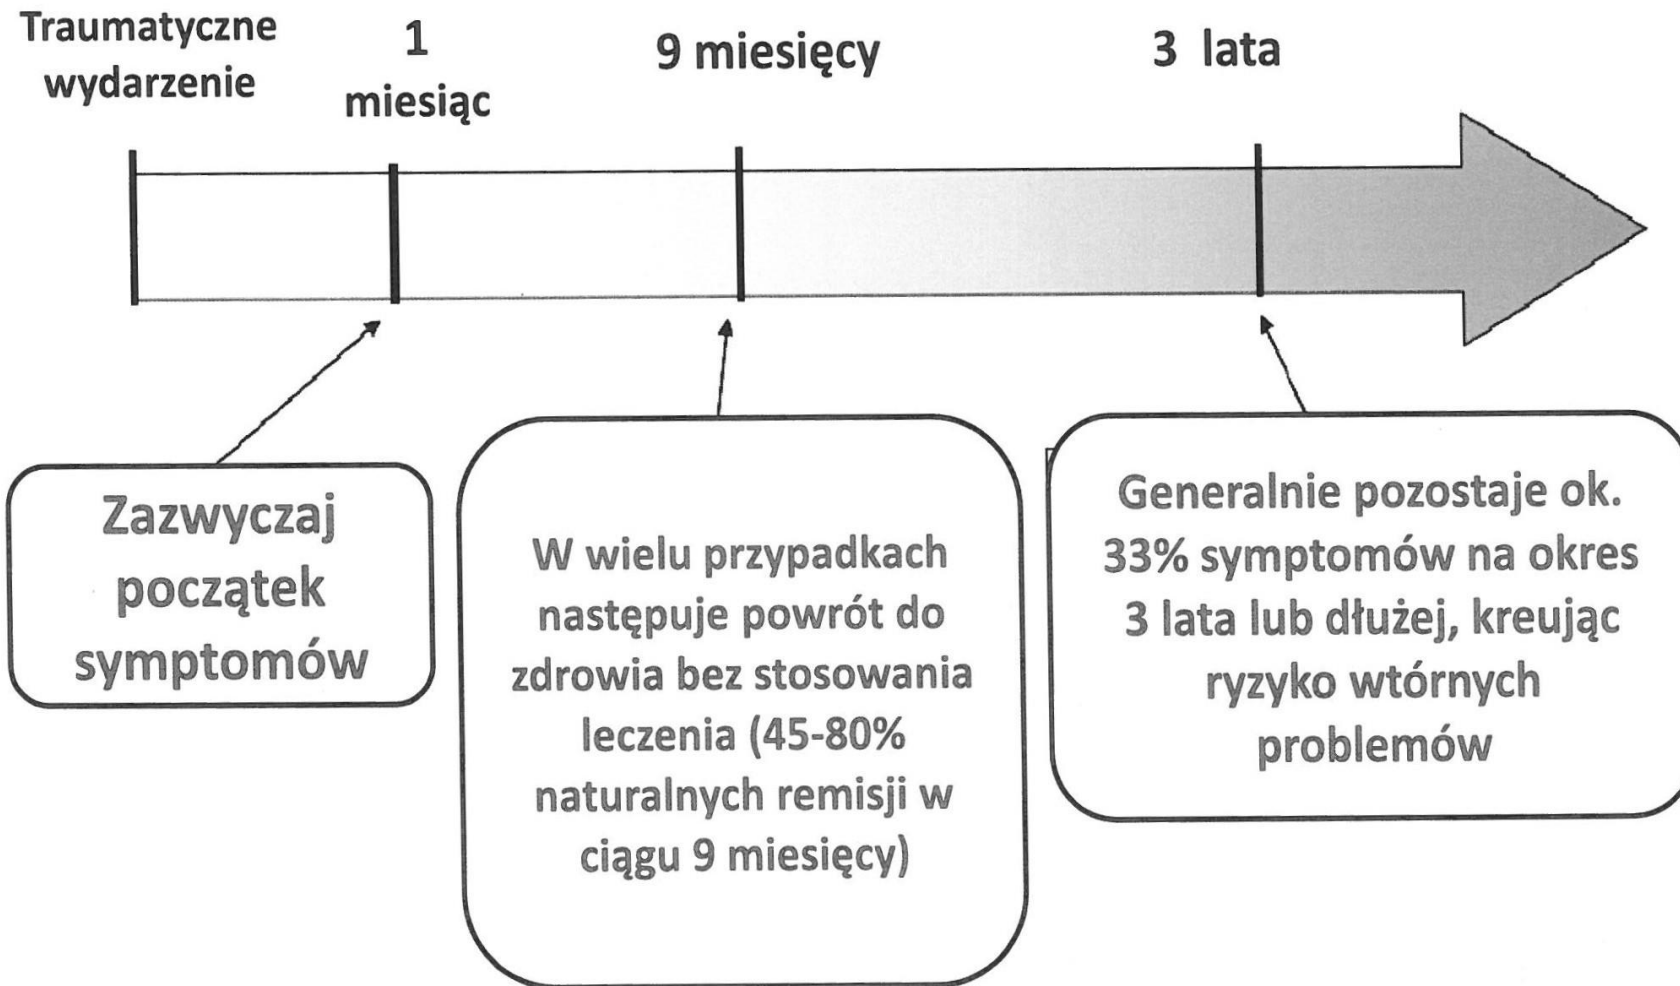 Traumatyczne
wydarzenie
1
miesiąc
9 miesięcy
3 lata
Zazwyczaj
początek
symptomów
W wielu przypadkach
następuje powrót do
zdrowia bez stosowania
leczenia (45-80%
naturalnych remisji w
ciągu 9 miesięcy)
Generalnie pozostaje ok.
33% symptomów na okres
3 lata lub dłużej, kreując
ryzyko wtórnych
problemów